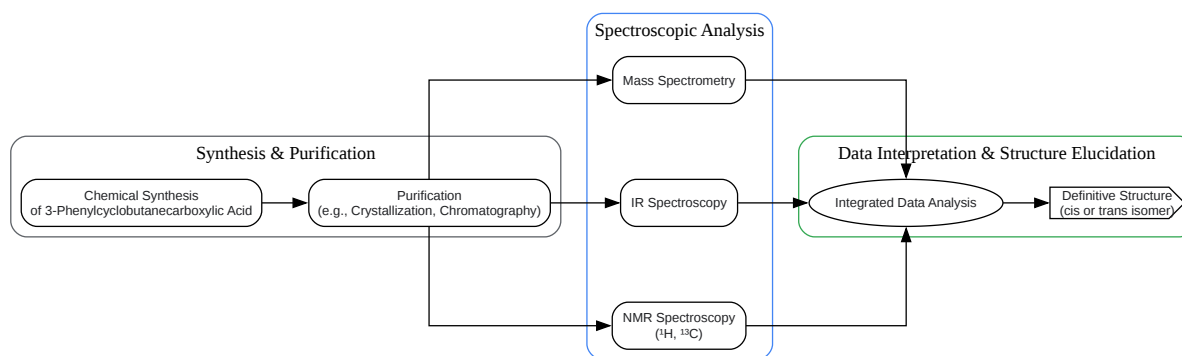 Synthesis & Purification
Chemical Synthesis
of 3-Phenylcyclobutanecarboxylic Acid
Purification
(e.g., Crystallization, Chromatography)
Spectroscopic Analysis
Mass Spectrometry
IR Spectroscopy
NMR Spectroscopy
(¹H, ¹³C)
Data Interpretation & Structure Elucidation
Integrated Data Analysis
Definitive Structure
(cis or trans isomer)